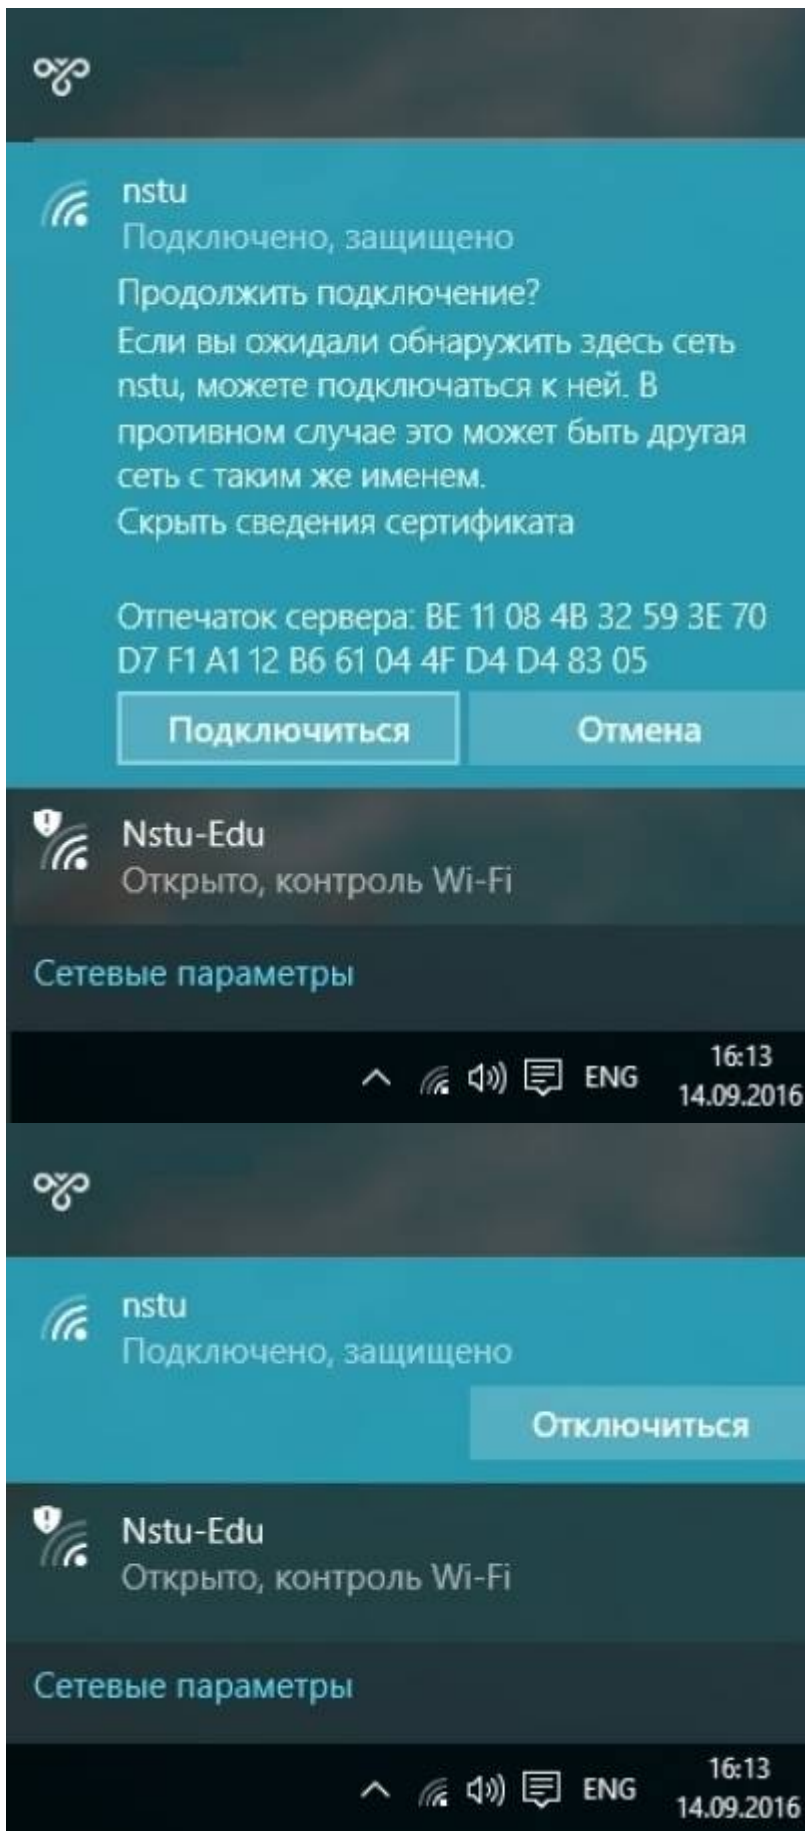 nstu
Подключено, защищено
Продолжить подключение?
Если вы ожидали обнаружить здесь сеть
nstu, можете подключаться к ней. В
противном случае это может быть другая
сеть с таким же именем.
Скрыть сведения сертификата
Отпечаток сервера: BE 11 08 4B 32 59 3E 70
D7 F1 A1 12 B6 61 04 4F D4 D4 83 05
Подключиться Отмена
Nstu-Edu
Открыто, контроль Wi-Fi
Сетевые параметры
ENG 16:13
14.09.2016
nstu
Подключено, защищено
Отключиться
Nstu-Edu
Открыто, контроль Wi-Fi
Сетевые параметры
ENG 16:13
14.09.2016